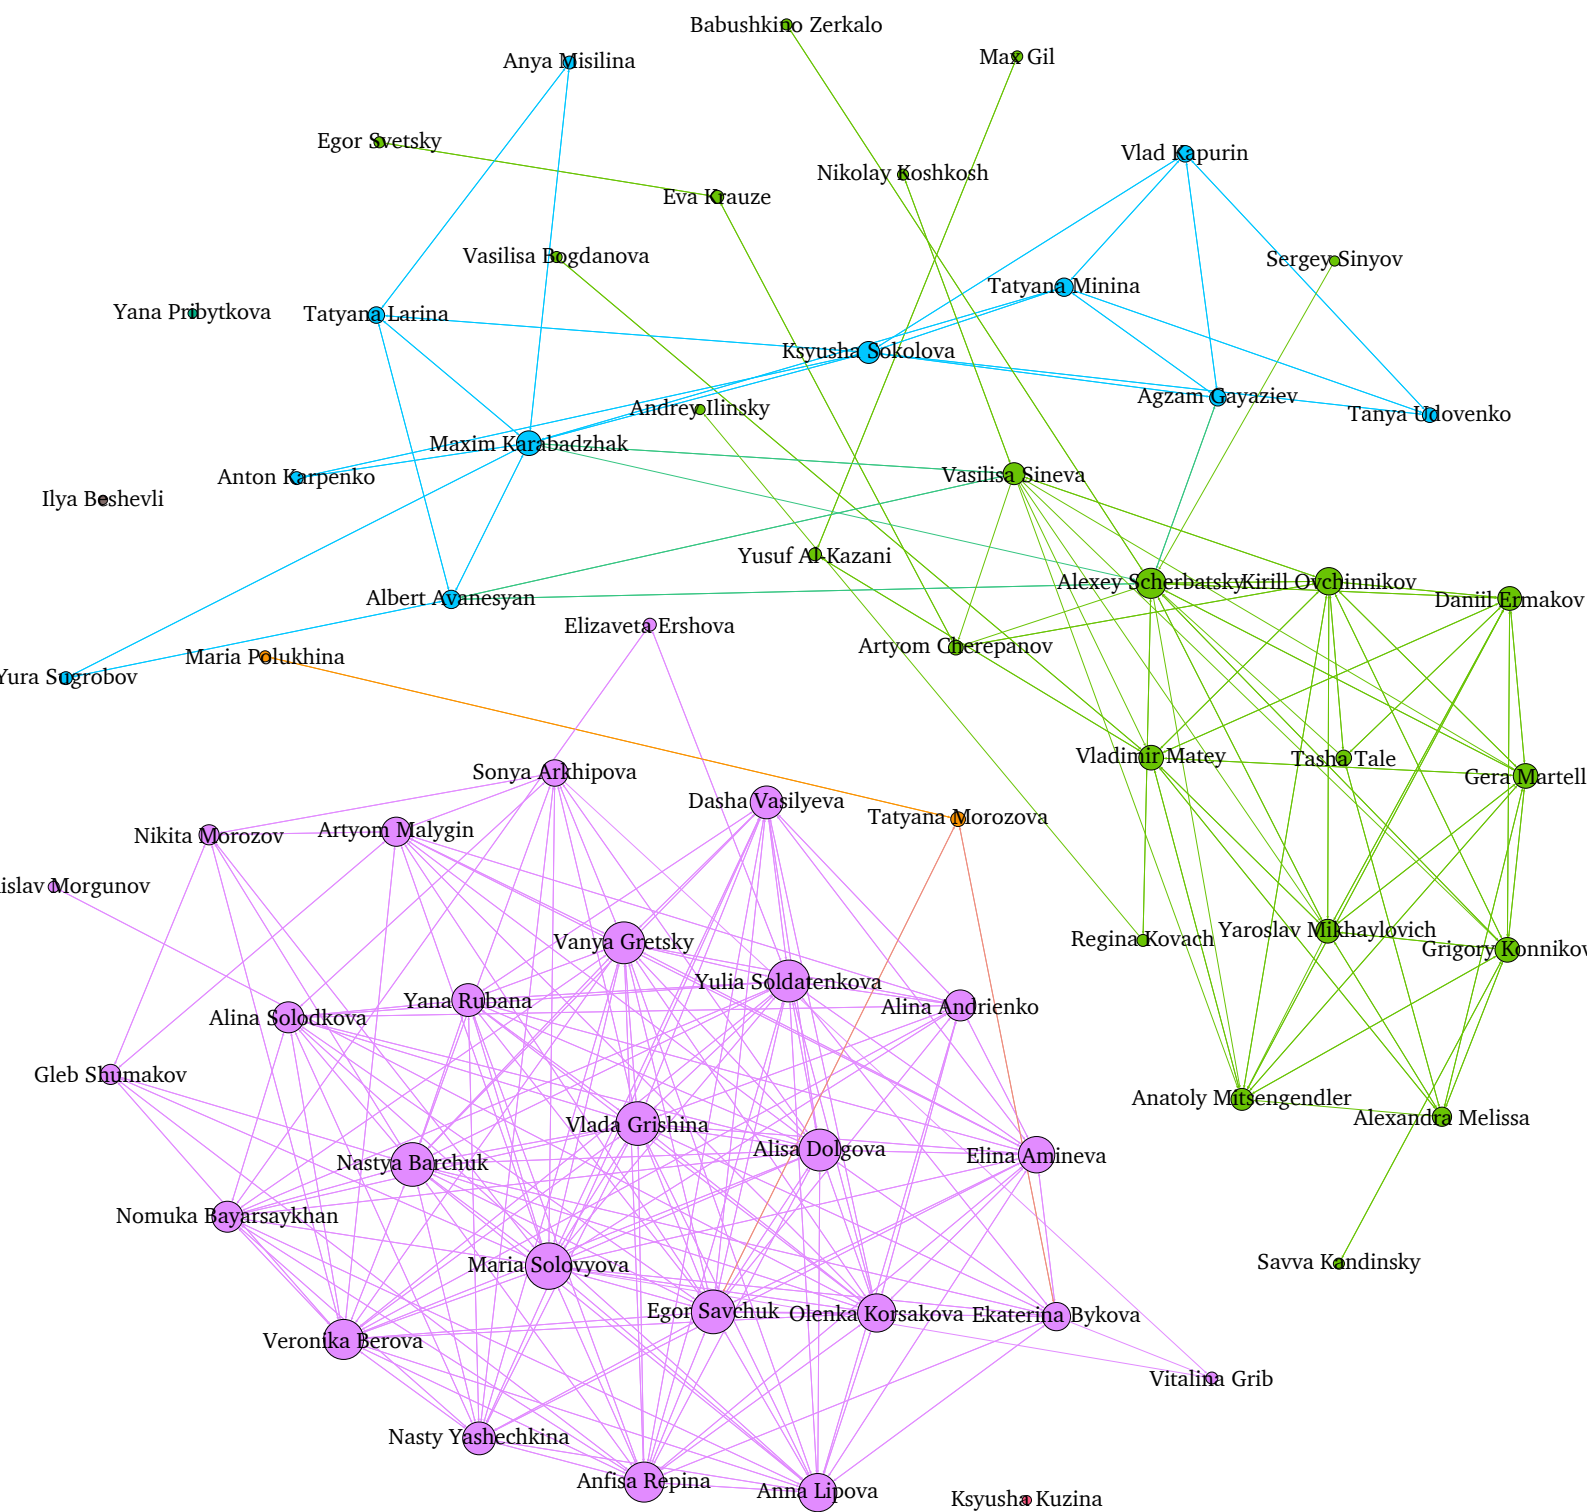 Babushkino Zerkalo
Max Gil
Anya Misilina
Egor Svetsky
Vlad Kapurin
Nikolay Koshkosh
Eva Krauze
Vasilisa Bogdanova
Sergey Sinyov
Tatyana Minina
Yana Pribytkova
Tatyana Larina
Ksyusha Sokolova
Agzam Gayaziev
Andrey Ilinsky
Tanya Udovenko
Maxim Karabadzhak
Anton Karpenko
Vasilisa Sineva
Ilya Beshevli
Yusuf Al-Kazani
Alexey Scherbatsky
Kirill Ovchinnikov
Albert Avanesyan
Daniil Ermakov
Elizaveta Ershova
Artyom Cherepanov
Maria Polukhina
Yura Sugrobov
Vladimir Matey
Tasha Tale
Sonya Arkhipova
Gera Martell
Dasha Vasilyeva
Tatyana Morozova
Nikita Morozov
Artyom Malygin
islav Morgunov
Regina Kovach
Yaroslav Mikhaylovich
Vanya Gretsky
Grigory Konnikov
Yulia Soldatenkova
Yana Rubana
Alina Andrienko
Alina Solodkova
Gleb Shumakov
Anatoly Mitsengendler
Alexandra Melissa
Vlada Grishina
Alisa Dolgova
Elina Amineva
Nastya Barchuk
Nomuka Bayarsaykhan
Savva Kandinsky
Maria Solovyova
Egor Savchuk
Olenka Korsakova
Ekaterina Bykova
Veronika Berova
Vitalina Grib
Nasty Yashechkina
Anfisa Repina
Anna Lipova
Ksyusha Kuzina